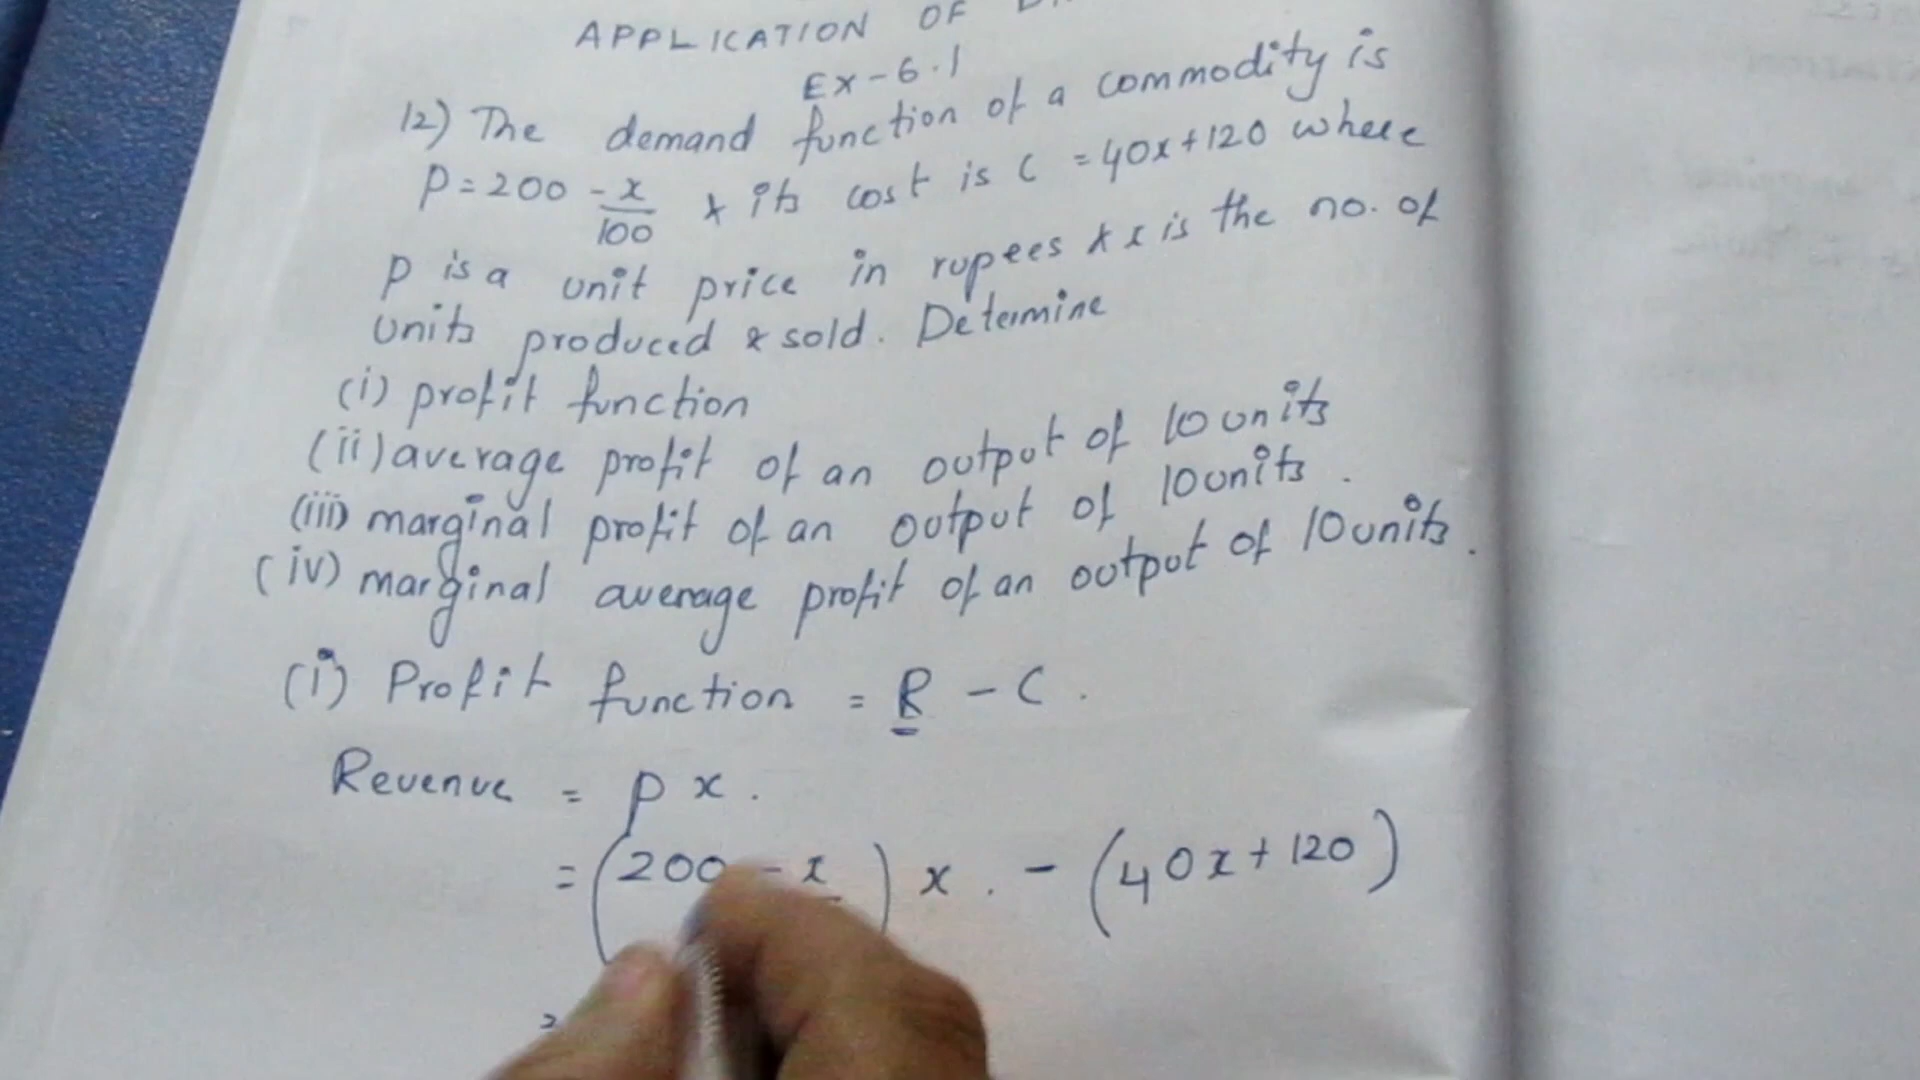 APPLICATION OF
Ex-6.1
12) The demand function of a commodity is
P=200 - x/100 & its cost is C =40x+120 where
p is a unit price in rupees & x is the no. of
units produced & sold. Determine
(i) profit function
(ii) average profit of an output of 10 units
(iii) marginal profit of an output of 10 units.
(iv) marginal average profit of an output of 10 units.
(i) Profit function = R - C.
Revenue = p x.
= (200 - x) x. - (40x+120)
=